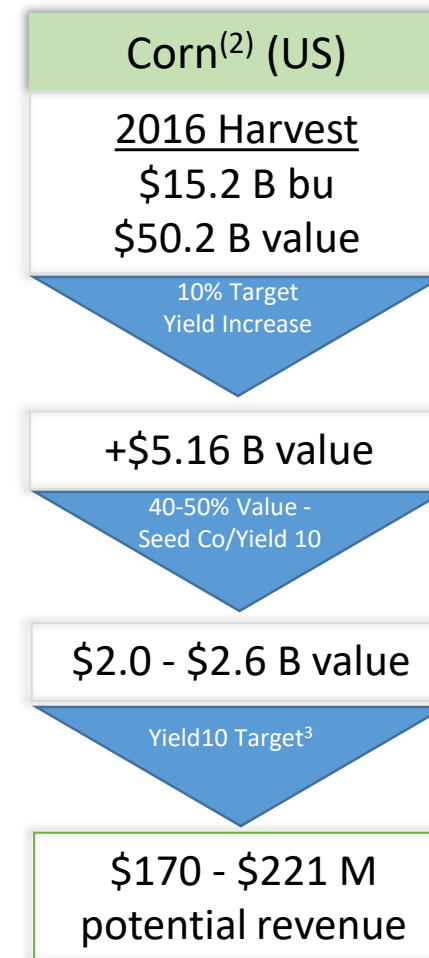 Corn(2) (US)
2016 Harvest
$15.2 B bu
$50.2 B value
10% Target
Yield Increase
+$5.16 B value
40-50% Value -
Seed Co/Yield 10
$2.0 - $2.6 B value
Yield10 Target3
$170 - $221 M
potential revenue